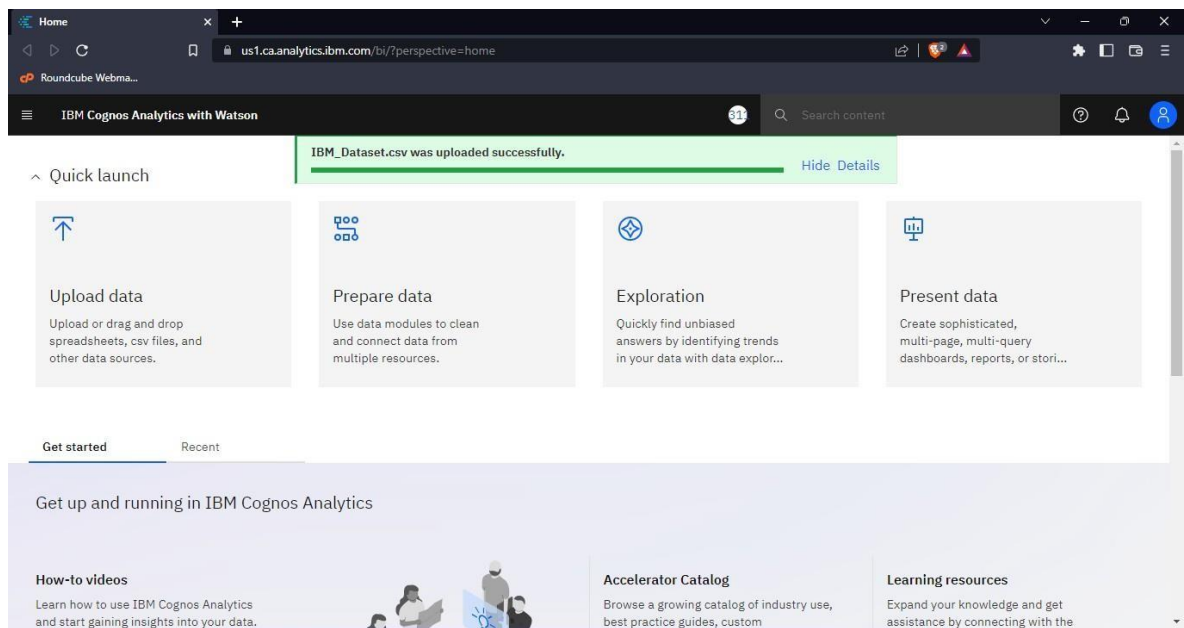 Home
us1.ca.analytics.ibm.com/bi/?perspective=home
2
cP Roundcube Webma...
IBM Cognos Analytics with Watson
311
Search content
IBM_Dataset.csv was uploaded successfully.
Hide Details
Quick launch
Upload data
Upload or drag and drop
spreadsheets, csv files, and
other data sources.
Prepare data
Use data modules to clean
and connect data from
multiple resources.
Exploration
Quickly find unbiased
answers by identifying trends
in your data with data explor...
Present data
Create sophisticated,
multi-page, multi-query
dashboards, reports, or stori...
Get started
Recent
Get up and running in IBM Cognos Analytics
How-to videos
Learn how to use IBM Cognos Analytics
and start gaining insights into your data.
Accelerator Catalog
Browse a growing catalog of industry use,
best practice guides, custom
Learning resources
Expand your knowledge and get
assistance by connecting with the